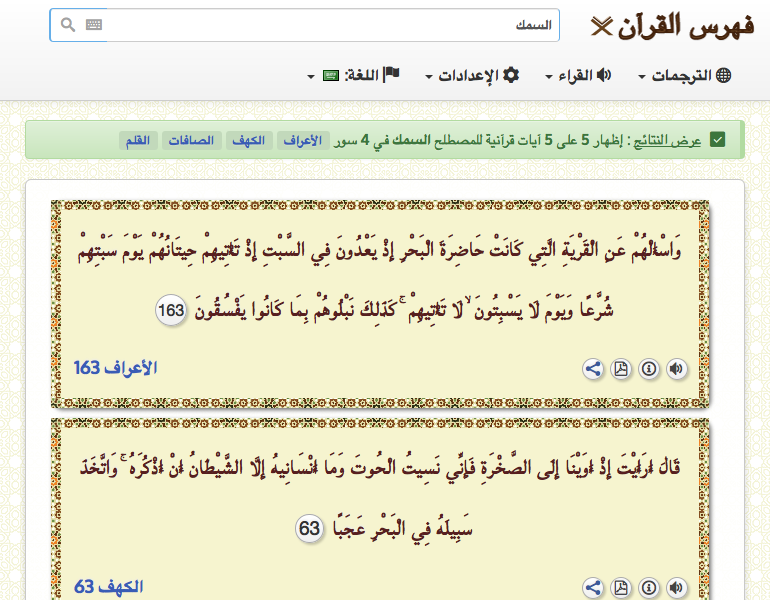 فهرس القرآن
السمك
الترجمات
القراء
الإعدادات
اللغة:
عرض النتائج : إظهار 5 على 5 آيات قرآنية للمصطلح السمك في 4 سور الأعراف الكهف الصافات القلم
وَاسْأَلْهُمْ عَنِ الْقَرْيَةِ الَّتِي كَانَتْ حَاضِرَةَ الْبَحْرِ إِذْ يَعْدُونَ فِي السَّبْتِ إِذْ تَأْتِيهِمْ حِيتَانُهُمْ يَوْمَ سَبْتِهِمْ
شُرَّعًا وَيَوْمَ لَا يَسْبِتُونَ ۙ لَا تَأْتِيهِمْ ۚ كَذَلِكَ نَبْلُوهُمْ بِمَا كَانُوا يَفْسُقُونَ 163
الأعراف 163
قَالَ أَرَأَيْتَ إِذْ أَوَيْنَا إِلَى الصَّخْرَةِ فَإِنِّي نَسِيتُ الْحُوتَ وَمَا أَنْسَانِيهُ إِلَّا الشَّيْطَانُ أَنْ أَذْكُرَهُ ۚ وَاتَّخَذَ
سَبِيلَهُ فِي الْبَحْرِ عَجَبًا 63
الكهف 63